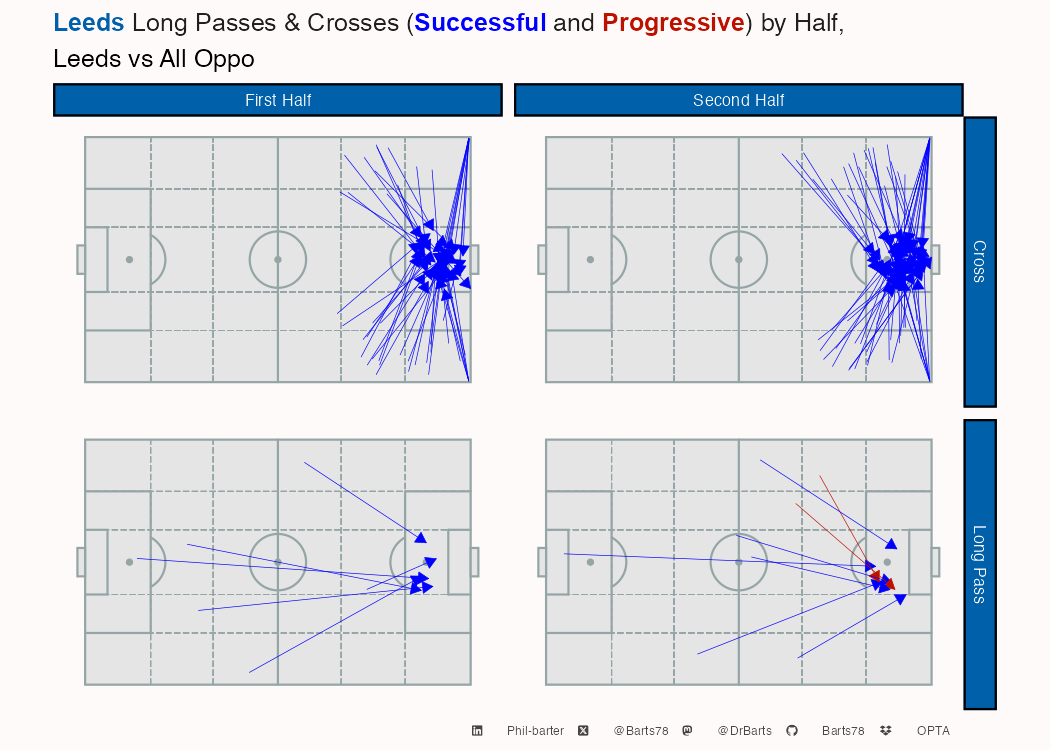 Leeds Long Passes & Crosses (Successful and Progressive) by Half,
Leeds vs All Oppo
First Half
Second Half
Cross
Long Pass
Phil-barter @Barts78 @DrBarts Barts78 OPTA